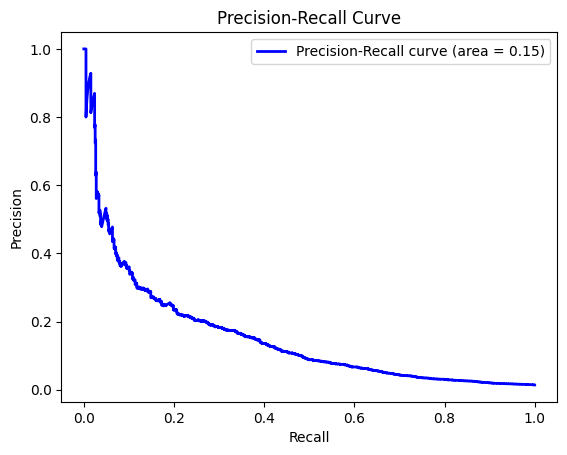 Precision-Recall Curve
Precision-Recall curve (area = 0.15)
1.0
0.8
0.6
0.4
0.2
0.0
Precision
0.0 0.2 0.4 0.6 0.8 1.0
Recall